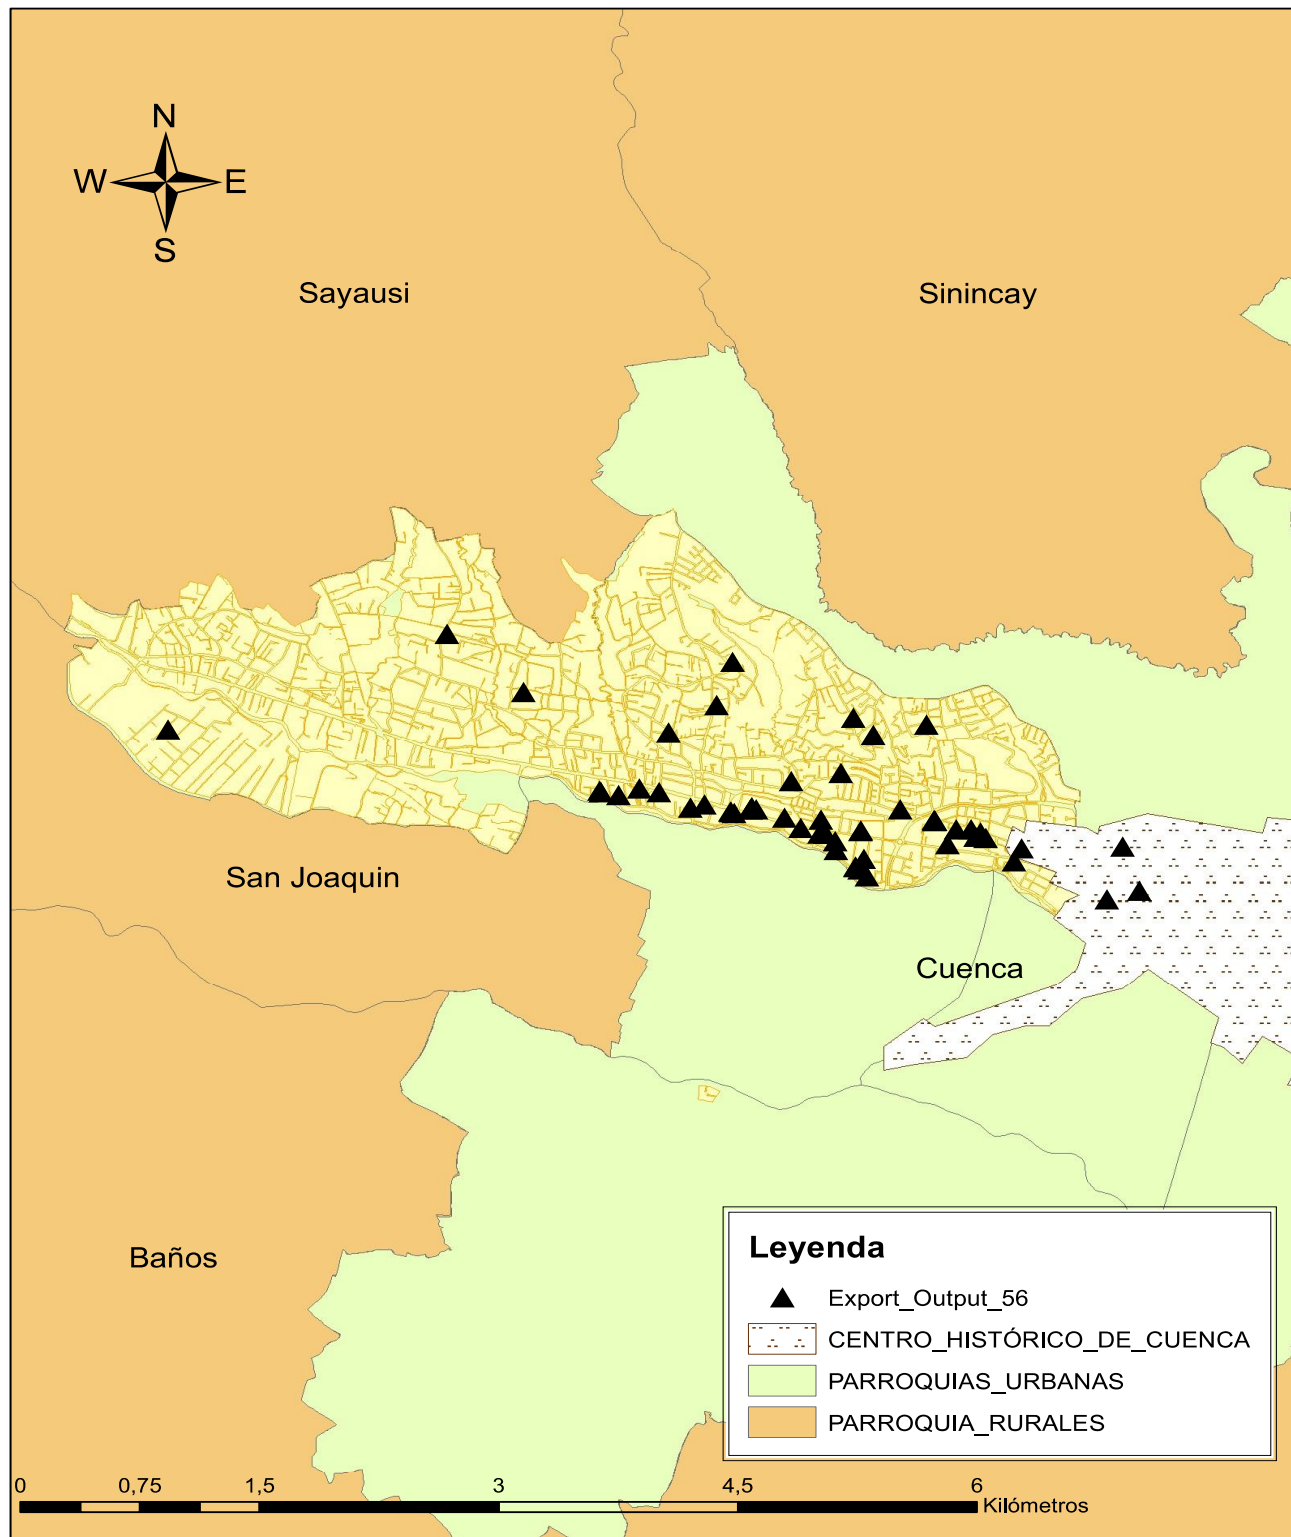 N
W E
S
Sayausi
Sinincay
San Joaquin
Cuenca
Baños
Leyenda
Export_Output_56
CENTRO_HISTÓRICO_DE_CUENCA
PARROQUIAS_URBANAS
PARROQUIA_RURALES
0 0,75 1,5 3 4,5 6
Kilómetros